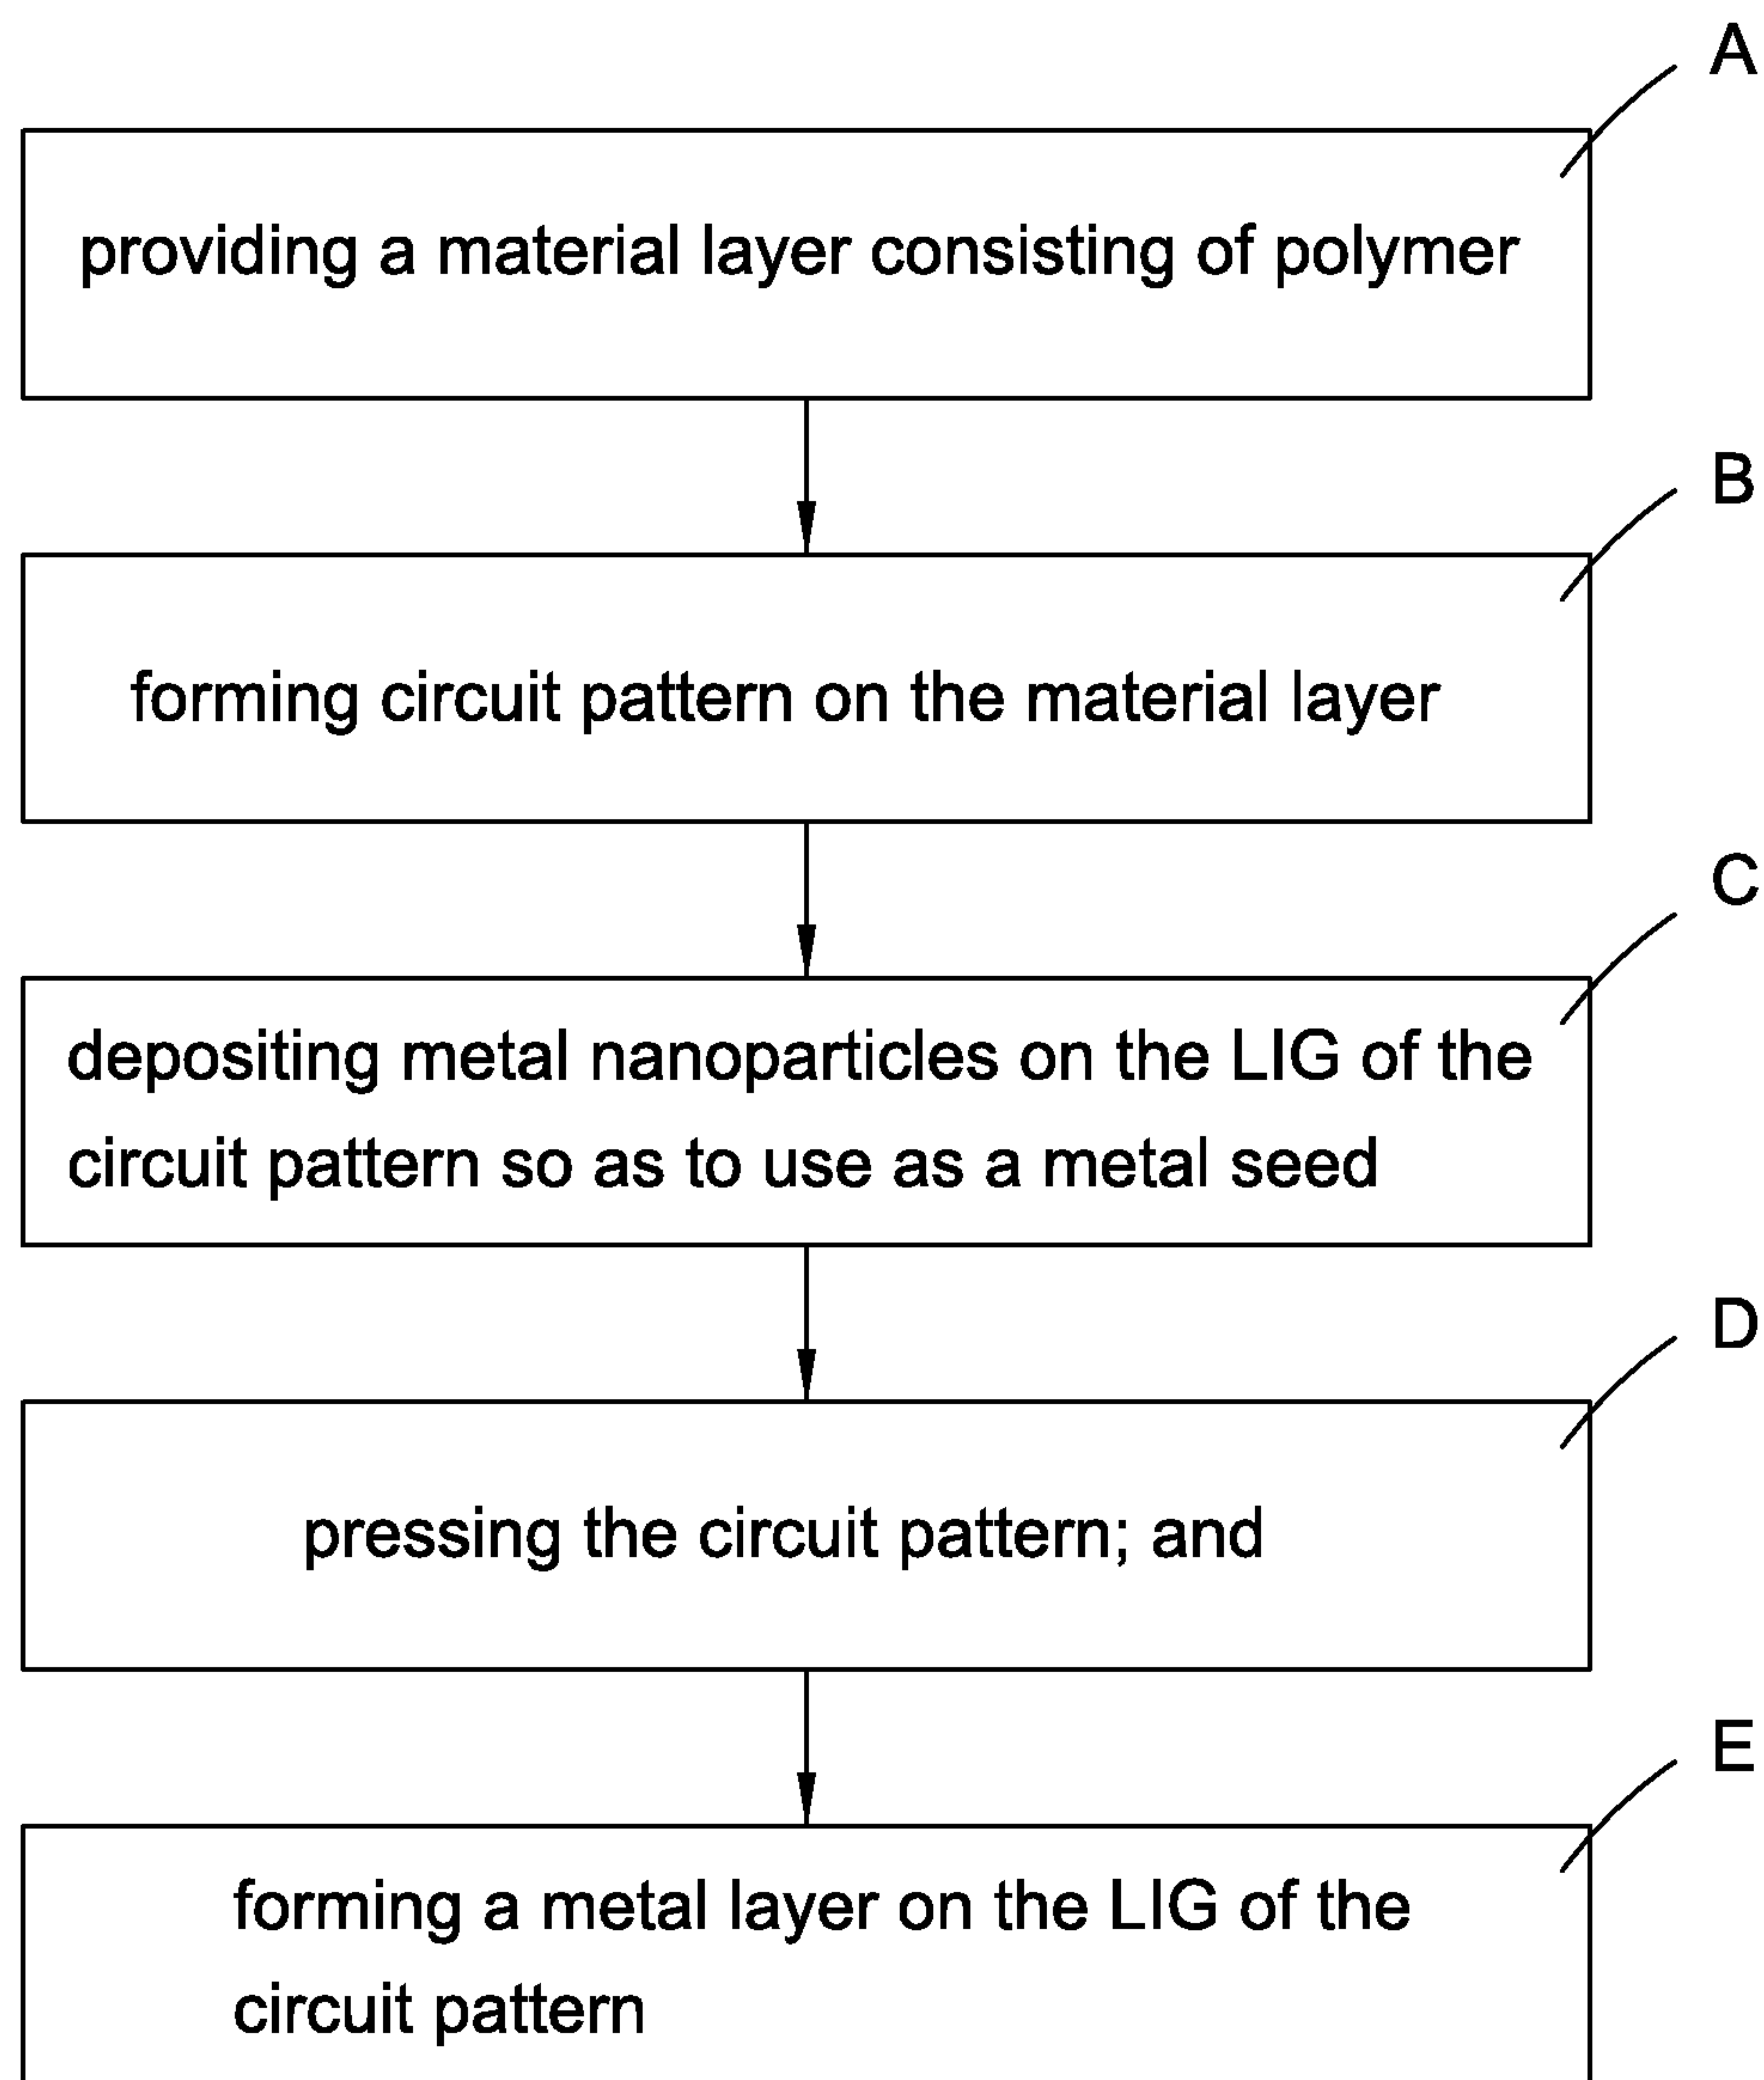 A
providing a material layer consisting of polymer
B
forming circuit pattern on the material layer
C
depositing metal nanoparticles on the LIG of the
circuit pattern so as to use as a metal seed
D
pressing the circuit pattern; and
E
forming a metal layer on the LIG of the
circuit pattern